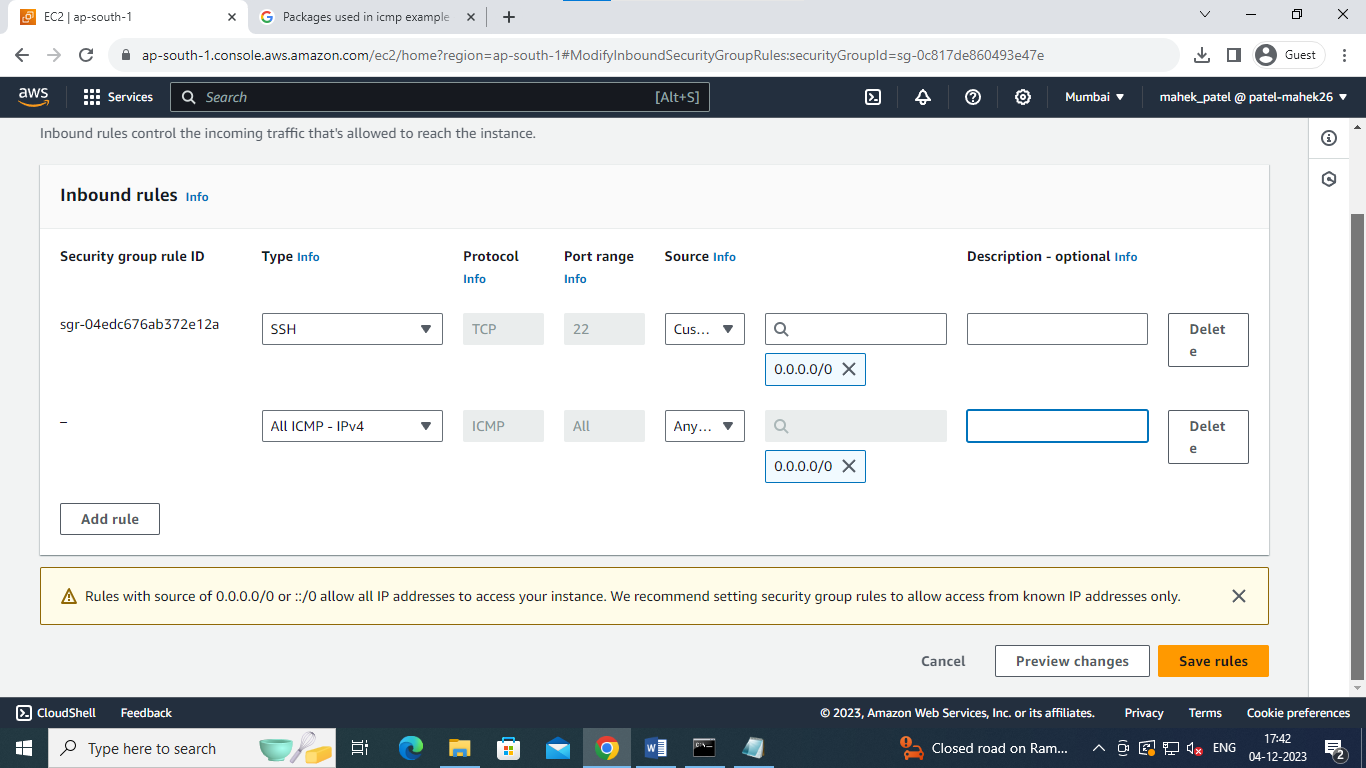 EC2 | ap-south-1
Packages used in icmp example
ap-south-1.console.aws.amazon.com/ec2/home?region=ap-south-1#ModifyInboundSecurityGroupRules:securityGroupId=sg-0c817de860493e47e
Guest
aws
Services
Search
[Alt+S]
Mumbai
mahek_patel @ patel-mahek26
Inbound rules control the incoming traffic that's allowed to reach the instance.
Inbound rules Info
Security group rule ID
Type Info
Protocol
Info
Port range
Info
Source Info
Description - optional Info
sgr-04edc676ab372e12a
SSH
TCP
22
Cus...
0.0.0.0/0
Delet
e
–
All ICMP - IPv4
ICMP
All
Any...
0.0.0.0/0
Delet
e
Add rule
Rules with source of 0.0.0.0/0 or ::/0 allow all IP addresses to access your instance. We recommend setting security group rules to allow access from known IP addresses only.
Cancel
Preview changes
Save rules
CloudShell
Feedback
© 2023, Amazon Web Services, Inc. or its affiliates.
Privacy
Terms
Cookie preferences
Type here to search
Closed road on Ram...
ENG
17:42
04-12-2023
2